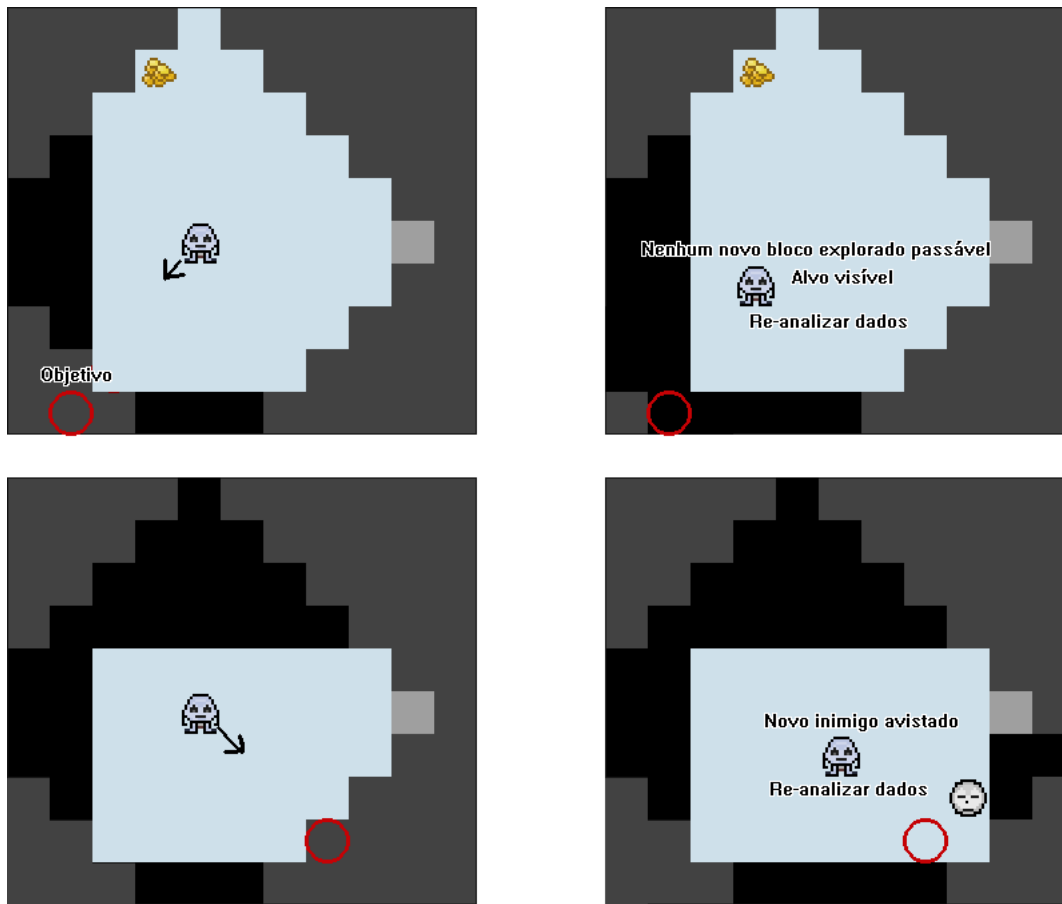 Objetivo
Nenhum novo bloco explorado passável
Alvo visível
Re-analizar dados
Novo inimigo avistado
Re-analizar dados